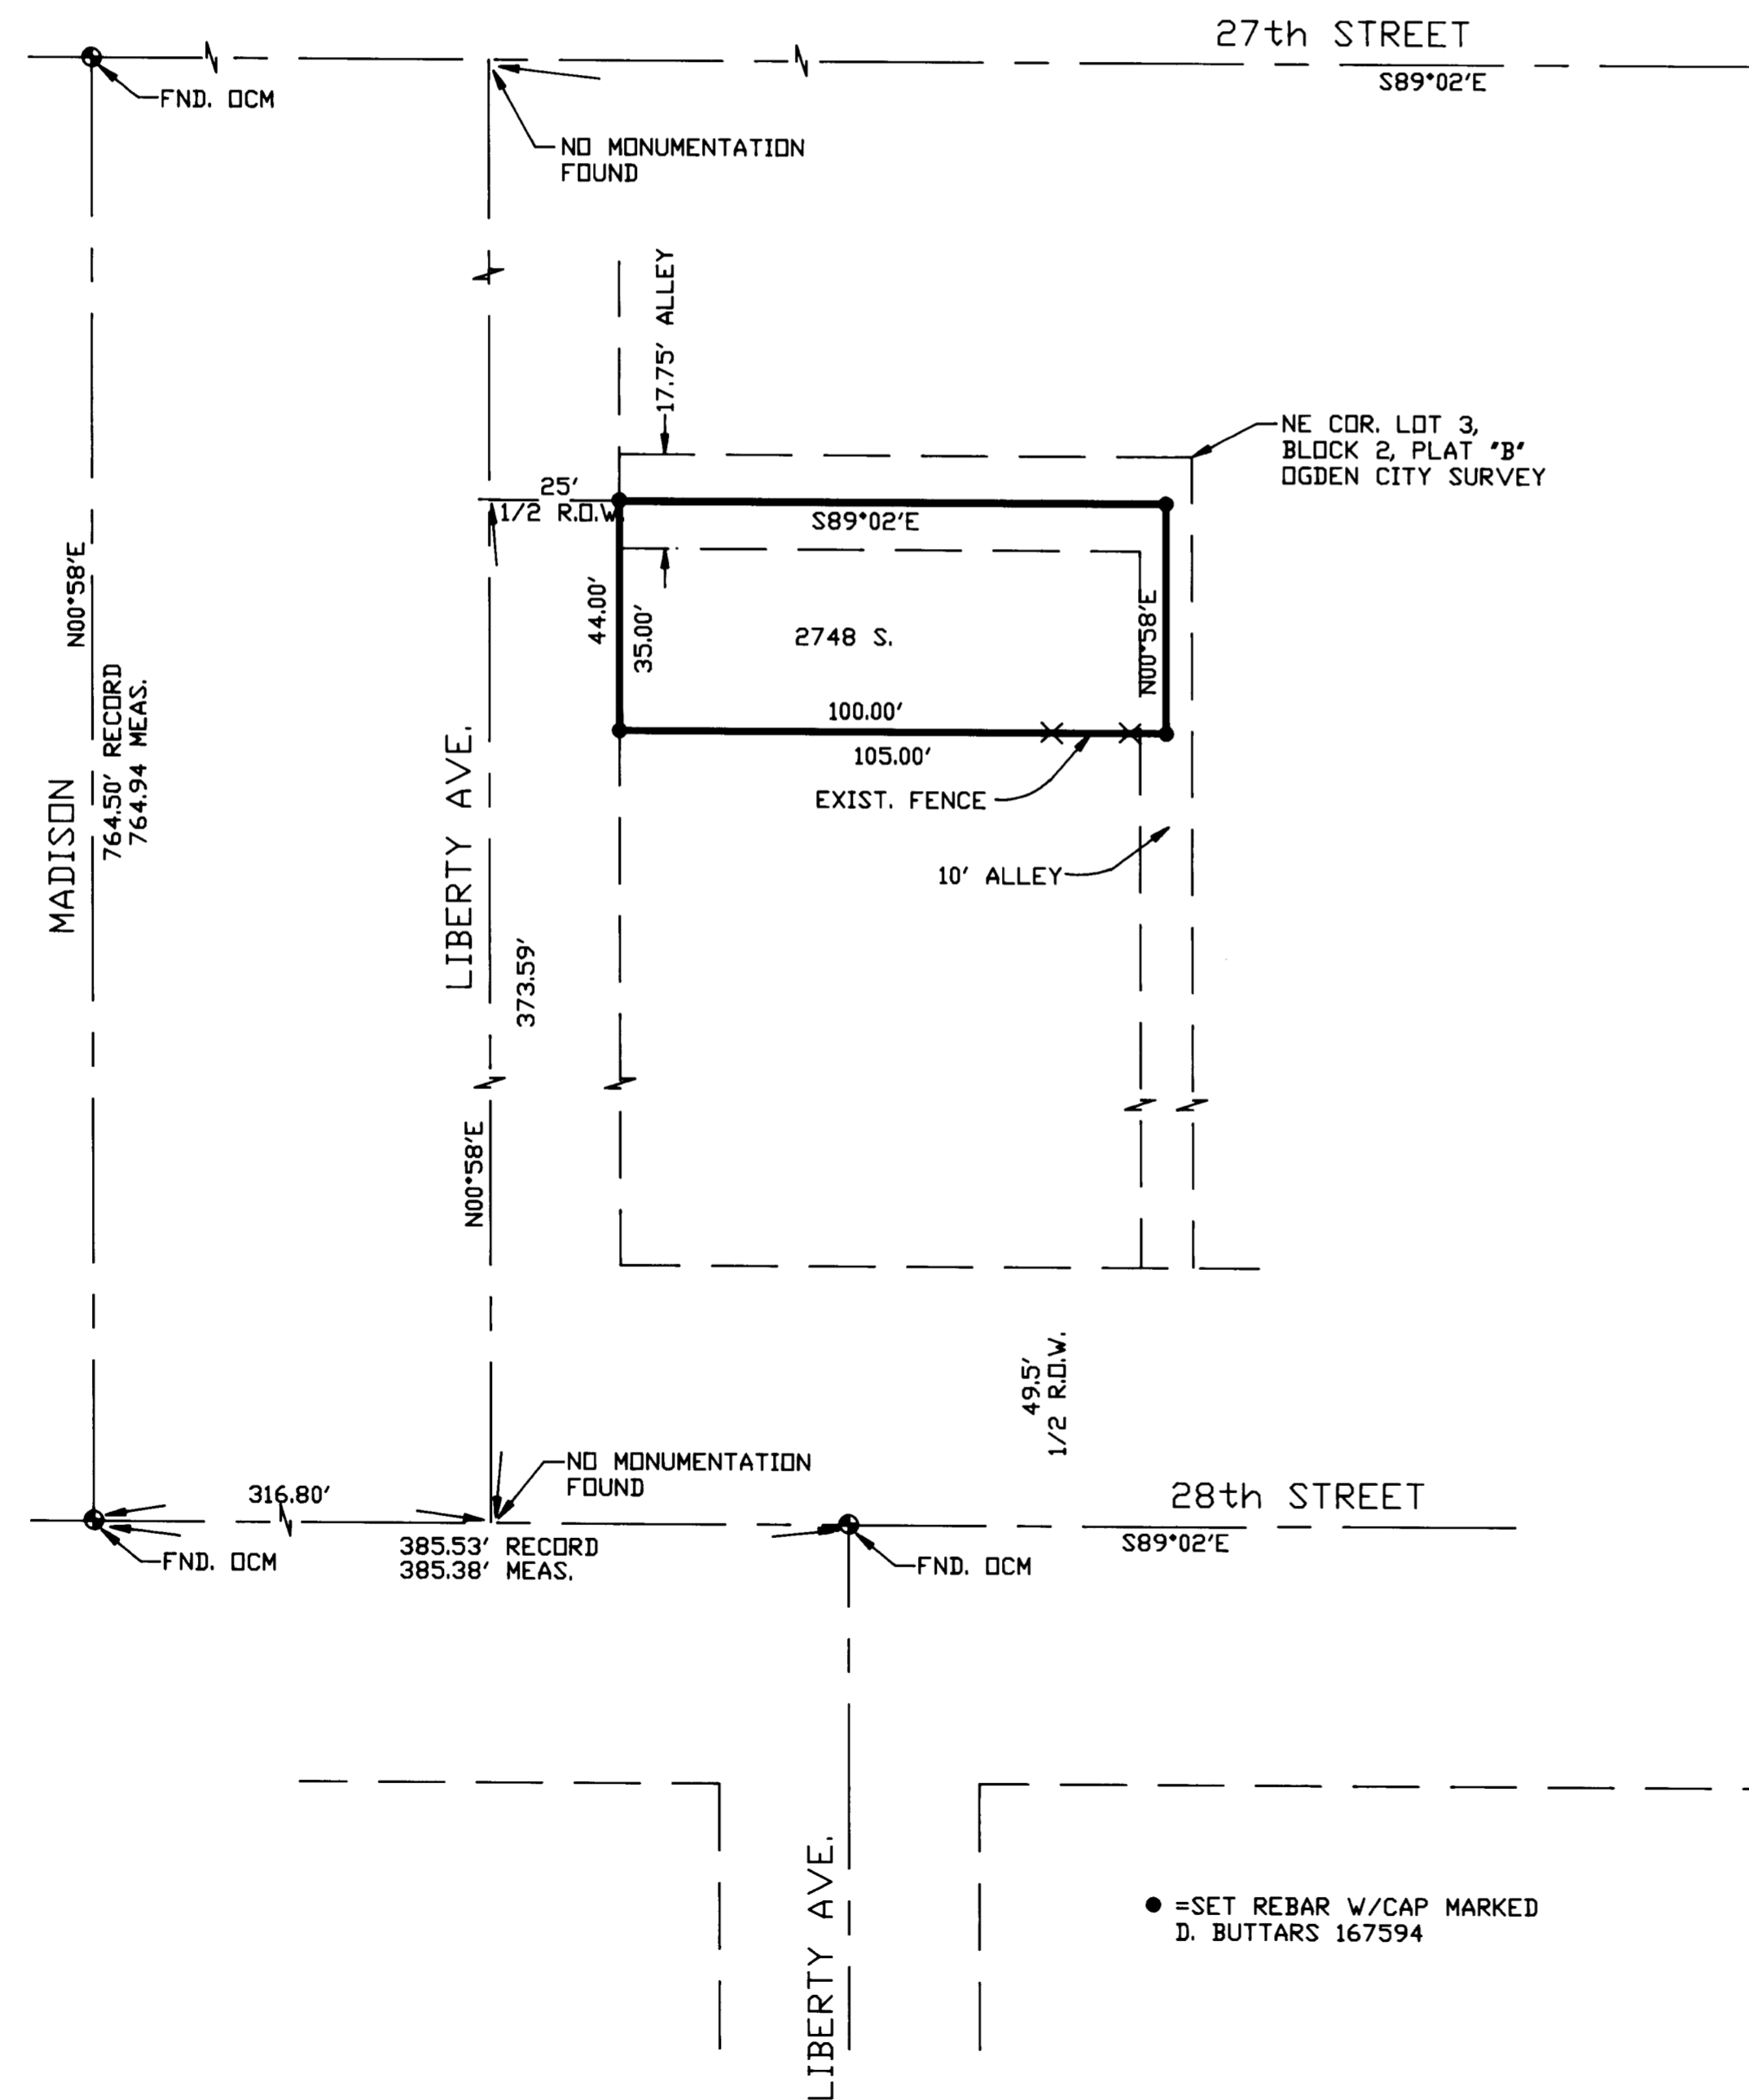 27th STREET
S89°02'E
FND. OCM
NO MONUMENTATION
FOUND
17.75' ALLEY
NE COR. LOT 3,
BLOCK 2, PLAT "B"
OGDEN CITY SURVEY
25'
1/2 R.O.W.
S89°02'E
N00°58'E
44.00'
35.00'
2748 S.
N00°58'E
100.00'
105.00'
EXIST. FENCE
10' ALLEY
MADISON
764.50' RECORD
764.94 MEAS.
LIBERTY AVE.
373.59'
N00°58'E
49.5'
1/2 R.O.W.
NO MONUMENTATION
FOUND
316.80'
28th STREET
S89°02'E
385.53' RECORD
385.38' MEAS.
FND. OCM
FND. OCM
LIBERTY AVE.
=SET REBAR W/CAP MARKED
D. BUTTARS 167594